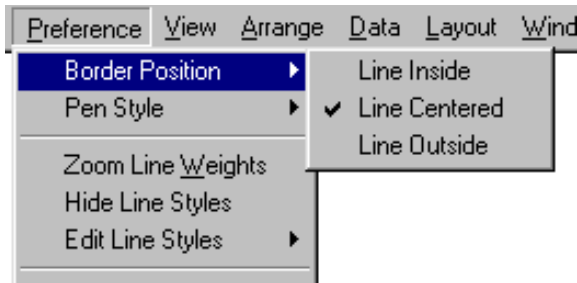 Preference View Arrange Data Layout Wind
Border Position
Pen Style
Zoom Line Weights
Hide Line Styles
Edit Line Styles
Line Inside
Line Centered
Line Outside